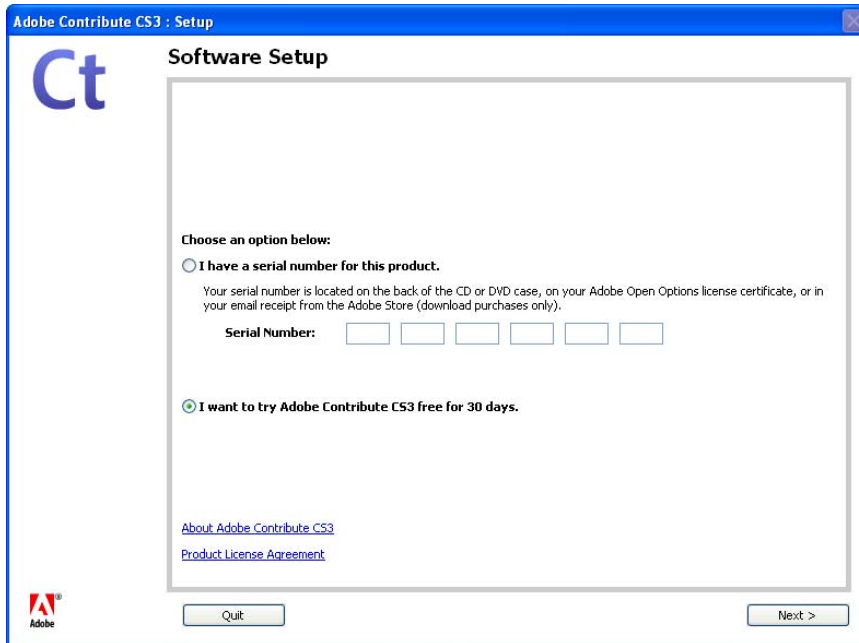 Adobe Contribute CS3 : Setup
Ct
Software Setup
Choose an option below:
I have a serial number for this product.
Your serial number is located on the back of the CD or DVD case, on your Adobe Open Options license certificate, or in
your email receipt from the Adobe Store (download purchases only).
Serial Number:
I want to try Adobe Contribute CS3 free for 30 days.
About Adobe Contribute CS3
Product License Agreement
Adobe®
Quit
Next >